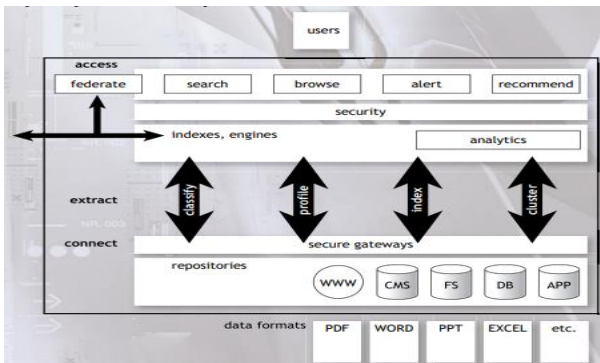 users
access
federate search browse alert recommend
security
indexes, engines
analytics
extract
classify profile index cluster
connect
secure gateways
repositories
WWW CMS FS DB APP
data formats PDF WORD PPT EXCEL etc.